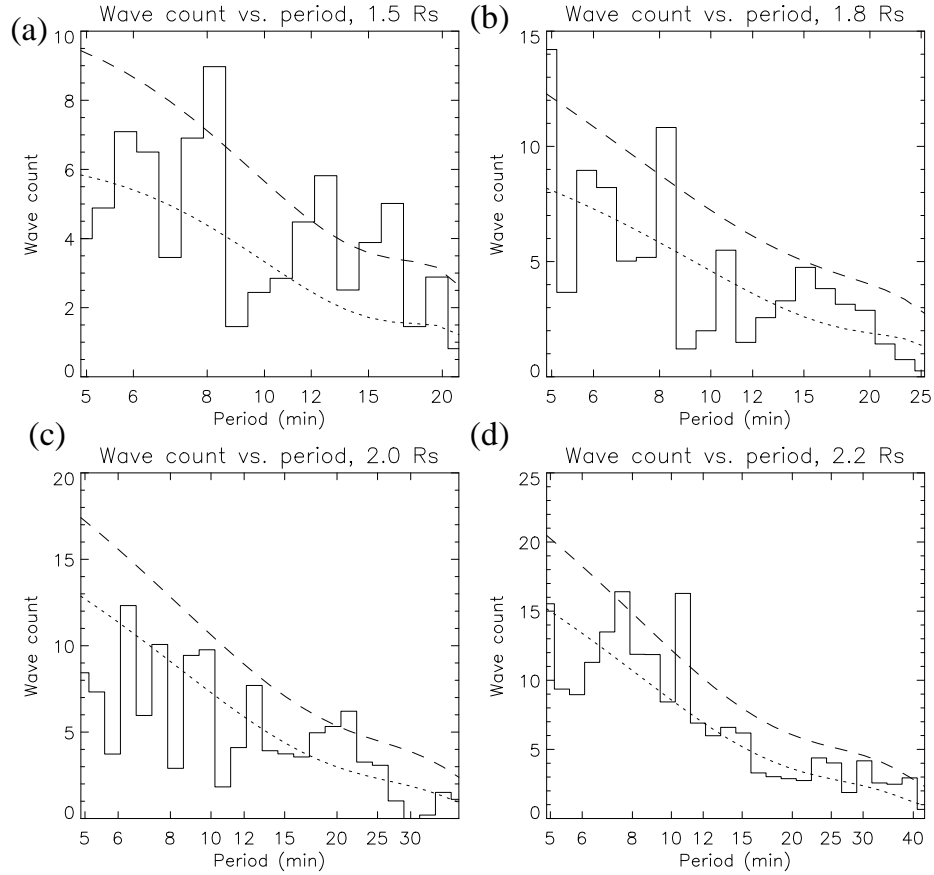 (a)
Wave count vs. period, 1.5 Rs
10
8
6
4
2
0
Wave count
5 6 8 10 12 15 20
Period (min)
(b)
Wave count vs. period, 1.8 Rs
15
10
5
0
Wave count
5 6 8 10 12 15 20 25
Period (min)
(c)
Wave count vs. period, 2.0 Rs
20
15
10
5
0
Wave count
5 6 8 10 12 15 20 30
Period (min)
(d)
Wave count vs. period, 2.2 Rs
25
20
15
10
5
0
Wave count
5 6 8 10 12 15 20 30 40
Period (min)